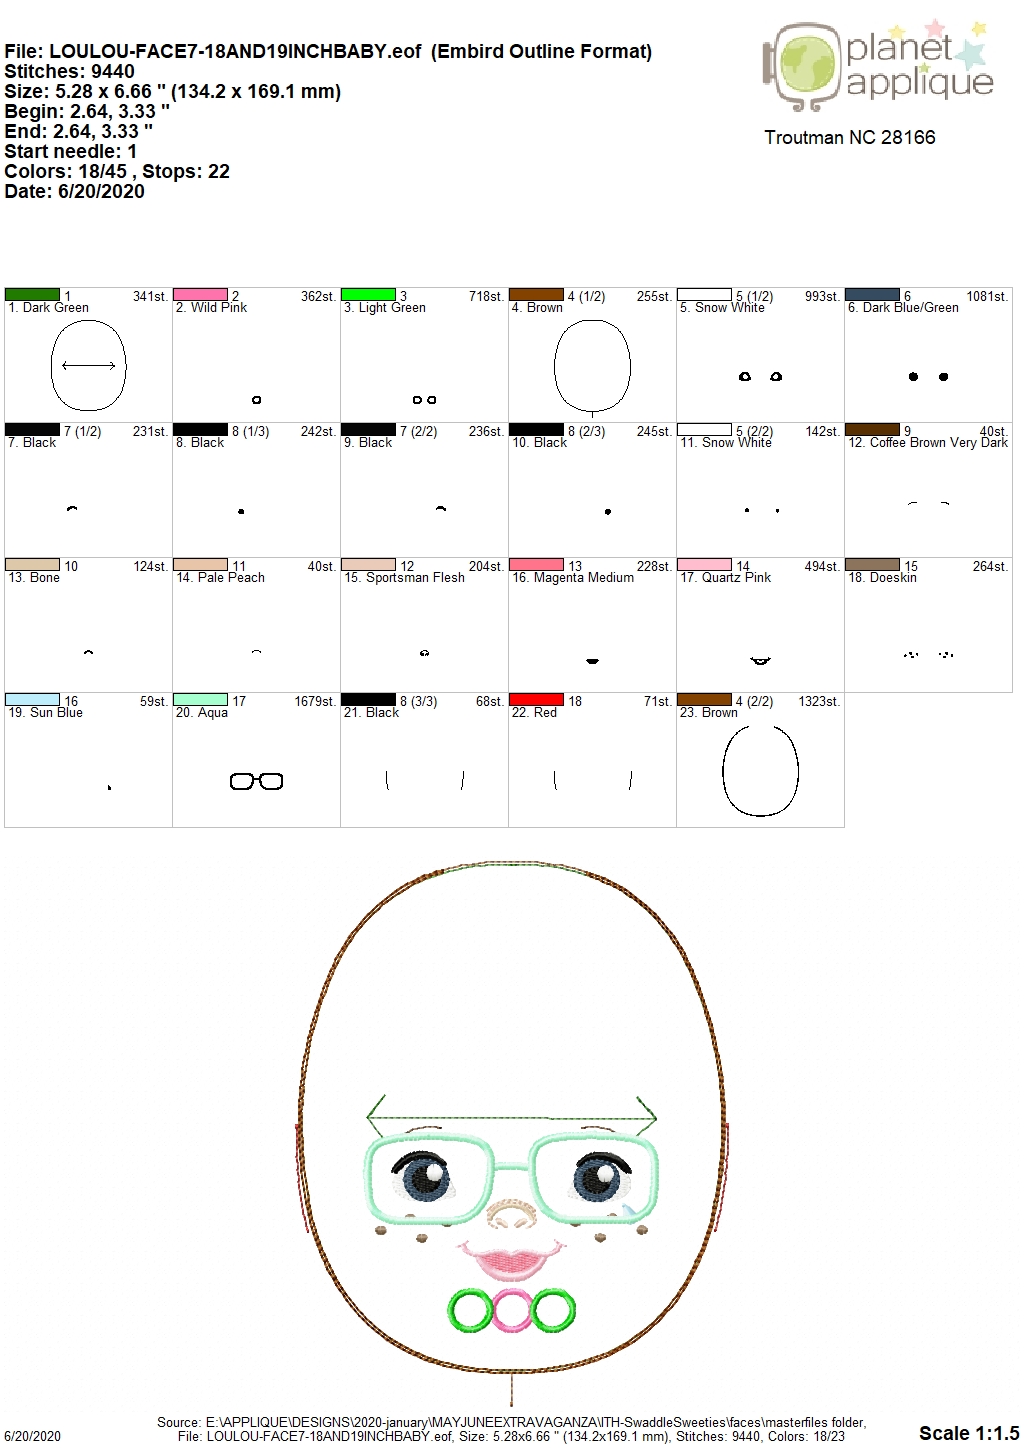 File: LOULOU-FACE7-18AND19INCHBABY.eof  (Embird Outline Format)
Stitches: 9440
Size: 5.28 x 6.66 " (134.2 x 169.1 mm)
Begin: 2.64, 3.33 "
End: 2.64, 3.33 "
Start needle: 1
Colors: 18/45 , Stops: 22
Date: 6/20/2020
planet
applique
Troutman NC 28166
1 341st. 2 362st. 3 718st. 4 (1/2) 255st. 5 (1/2) 993st. 6 1081st.
1. Dark Green 2. Wild Pink 3. Light Green 4. Brown 5. Snow White 6. Dark Blue/Green
7 (1/2) 231st. 8 (1/3) 242st. 7 (2/2) 236st. 8 (2/3) 245st. 5 (2/2) 142st. 9 40st.
7. Black 8. Black 9. Black 10. Black 11. Snow White 12. Coffee Brown Very Dark
10 124st. 11 40st. 12 204st. 13 228st. 14 494st. 15 264st.
13. Bone 14. Pale Peach 15. Sportsman Flesh 16. Magenta Medium 17. Quartz Pink 18. Doeskin
16 59st. 17 1679st. 8 (3/3) 68st. 18 71st. 4 (2/2) 1323st.
19. Sun Blue 20. Aqua 21. Black 22. Red 23. Brown
Source: E:\APPLIQUE\DESIGNS\2020-january\MAYJUNEEXTRAVAGANZA\ITH-SwaddleSweeties\faces\masterfiles folder,
6/20/2020 File: LOULOU-FACE7-18AND19INCHBABY.eof, Size: 5.28x6.66 " (134.2x169.1 mm), Stitches: 9440, Colors: 18/23 Scale 1:1.5